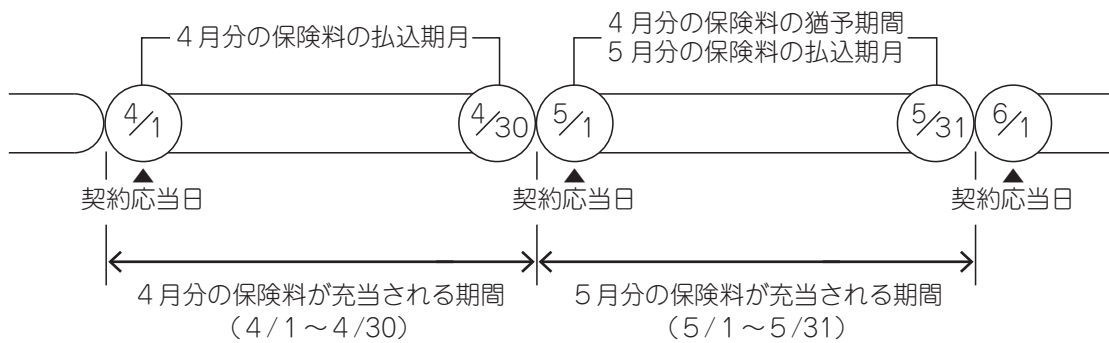 4月分の保険料の払込期月
4月分の保険料の猶予期間
5月分の保険料の払込期月
4/1
4/30
5/1
5/31
6/1
契約応当日
契約応当日
契約応当日
4月分の保険料が充当される期間
(4/1～4/30)
5月分の保険料が充当される期間
(5/1～5/31)